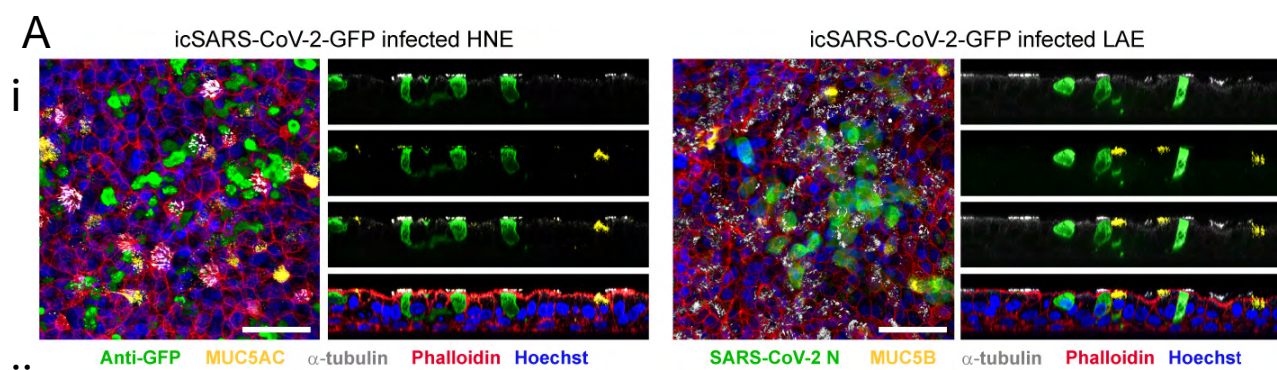 A
icSARS-CoV-2-GFP infected HNE
icSARS-CoV-2-GFP infected LAE
i
Anti-GFP MUC5AC α-tubulin Phalloidin Hoechst
SARS-CoV-2 N MUC5B α-tubulin Phalloidin Hoechst